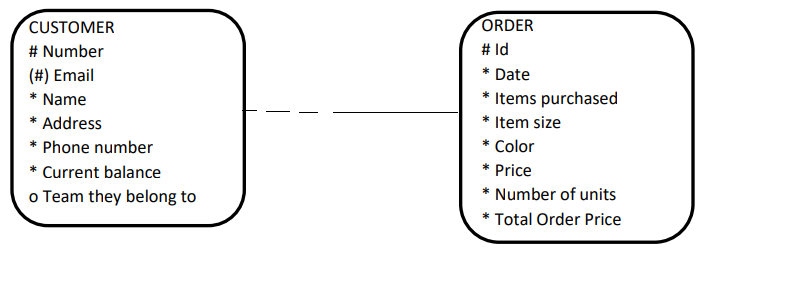 CUSTOMER
# Number
(#) Email
* Name
* Address
* Phone number
* Current balance
o Team they belong to
ORDER
# Id
* Date
* Items purchased
* Item size
* Color
* Price
* Number of units
* Total Order Price